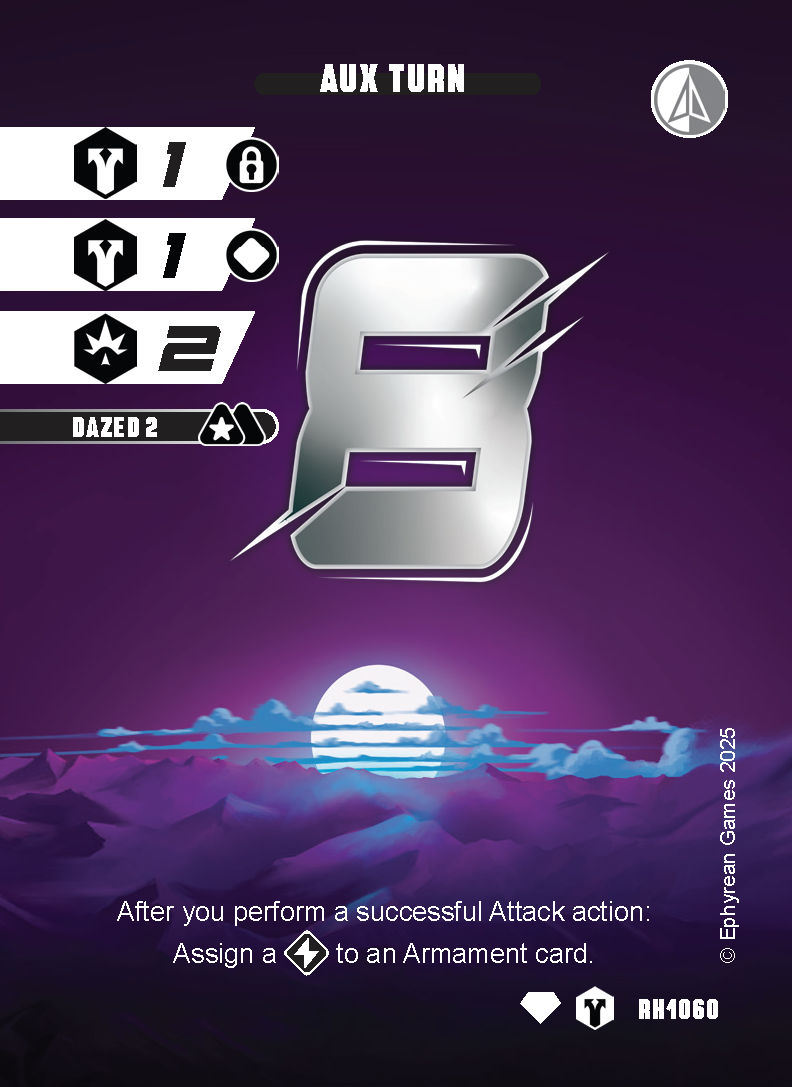 AUX TURN
1
1
2
DAZED 2
8
After you perform a successful Attack action:
Assign a to an Armament card.
© Ephyrean Games 2025
RH1060